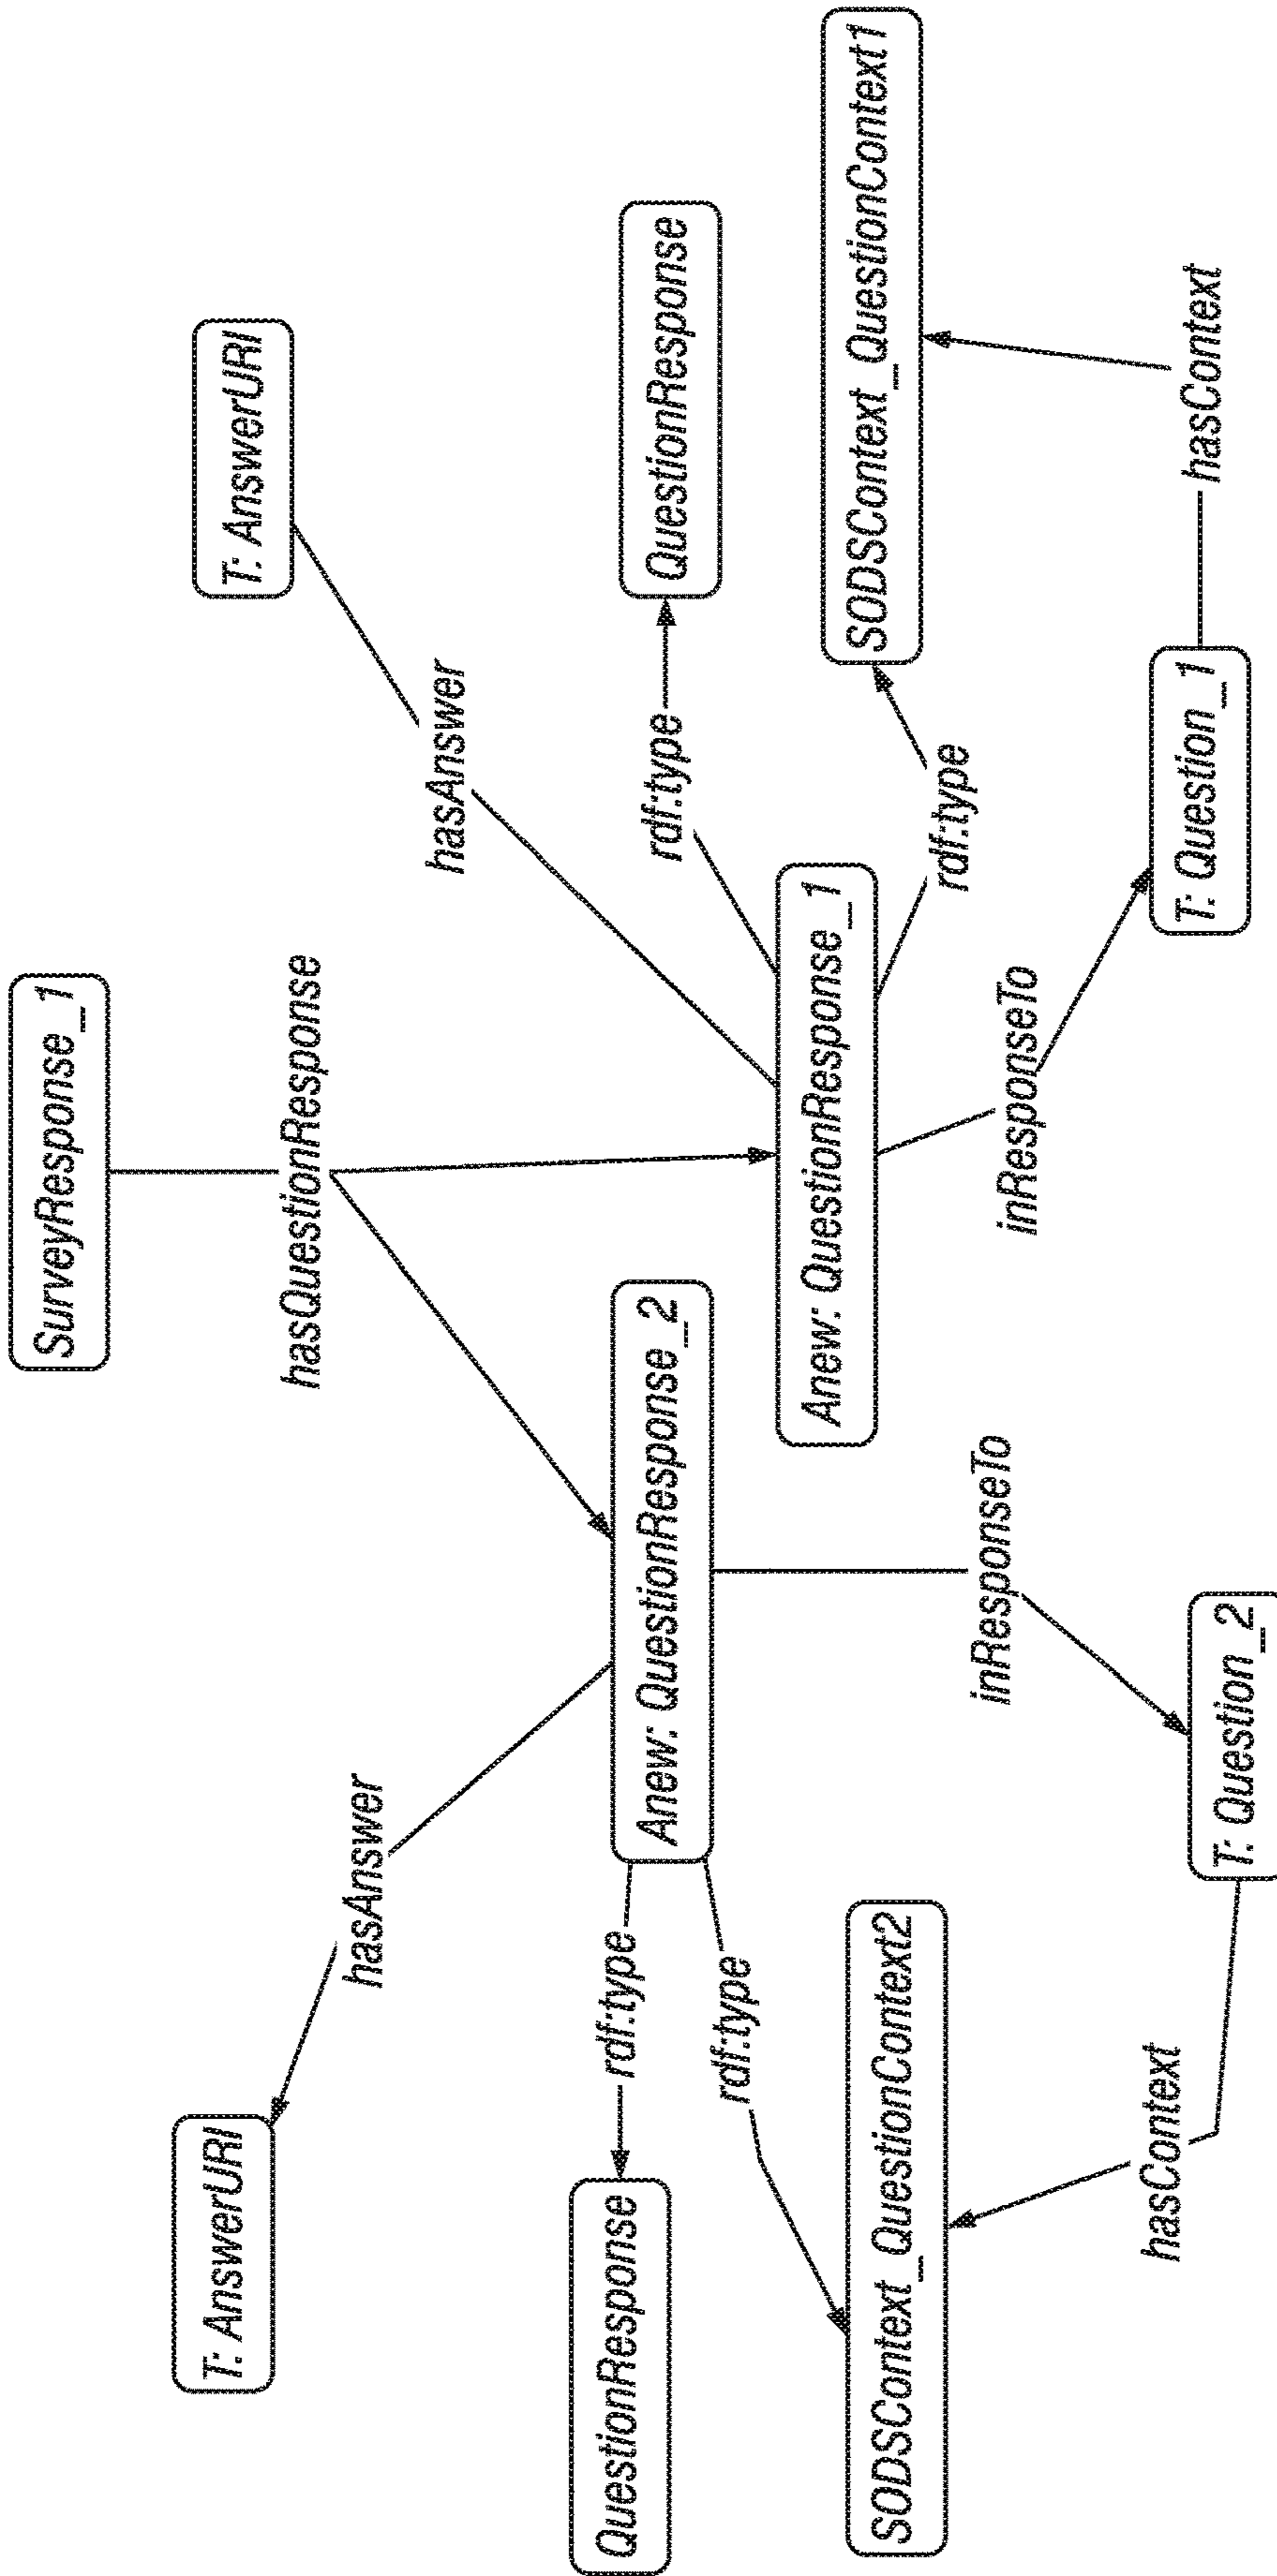 SurveyResponse_1
hasQuestionResponse
T: AnswerURI
hasAnswer
T: AnswerURI
hasAnswer
QuestionResponse
rdf:type
Anew: QuestionResponse_2
rdf:type
QuestionResponse
SODSContext_QuestionContext2
rdf:type
Anew: QuestionResponse_1
rdf:type
SODSContext_QuestionContext1
inResponseTo
inResponseTo
hasContext
T: Question_2
T: Question_1
hasContext